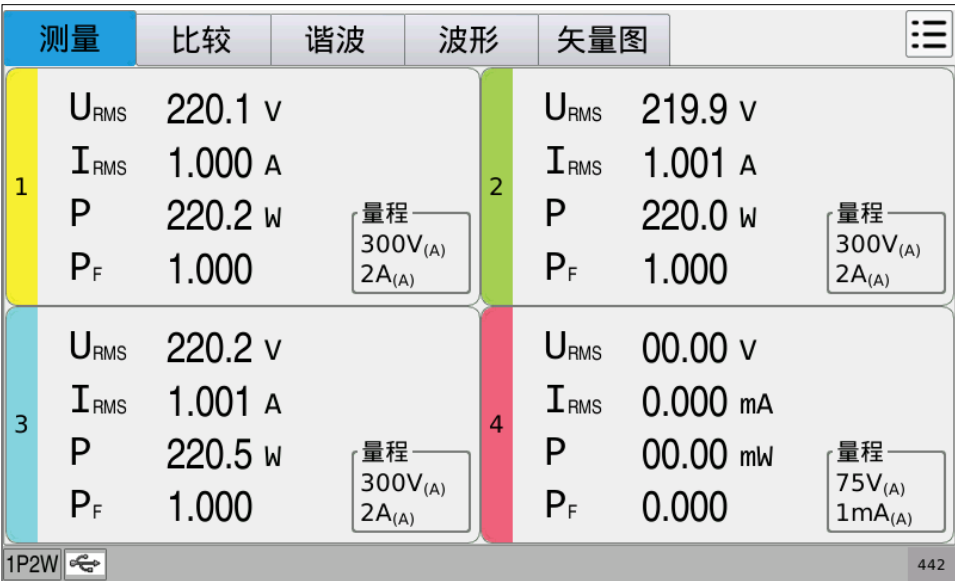 测量 比较 谐波 波形 矢量图
1
URMS 220.1 V
IRMS 1.000 A
P 220.2 W
PF 1.000
量程
300V(A)
2A(A)
2
URMS 219.9 V
IRMS 1.001 A
P 220.0 W
PF 1.000
量程
300V(A)
2A(A)
3
URMS 220.2 V
IRMS 1.001 A
P 220.5 W
PF 1.000
量程
300V(A)
2A(A)
4
URMS 00.00 V
IRMS 0.000 mA
P 00.00 mW
PF 0.000
量程
75V(A)
1mA(A)
1P2W 442